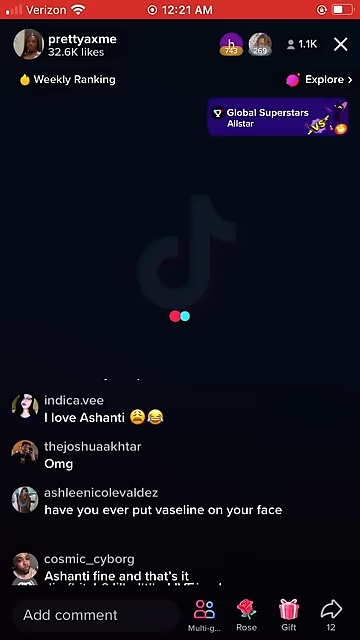 Verizon 12:21 AM
prettyaxme
32.6K likes
h 743 269 1.1K
Weekly Ranking Explore >
Global Superstars
Allstar
VS
indica.vee
I love Ashanti 😩😂
thejoshuaakhtar
Omg
ashleenicolevaldez
have you ever put vaseline on your face
cosmic_cyborg
Ashanti fine and that's it
Add comment
Multi-g... Rose Gift 12